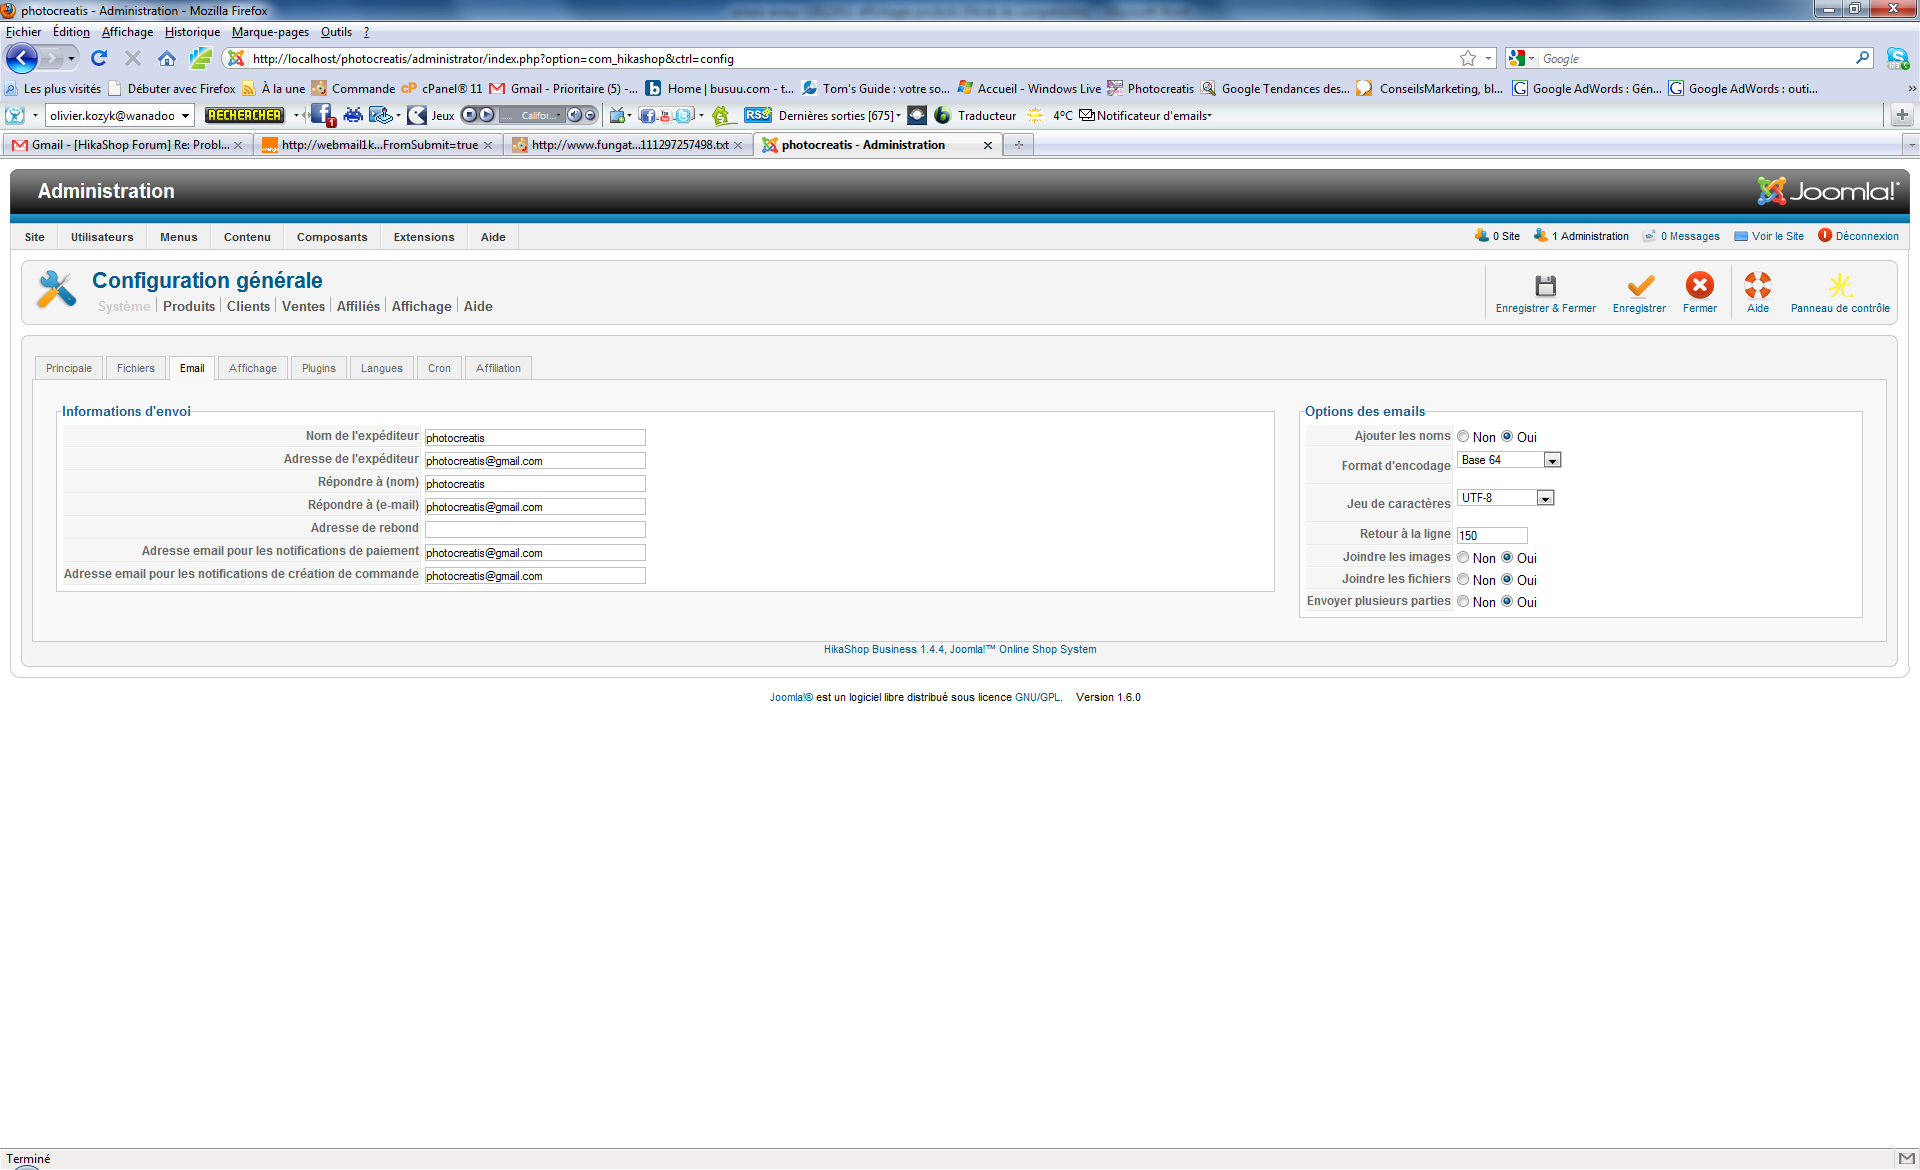 photocreatis - Administration - Mozilla Firefox
Fichier Édition Affichage Historique Marque-pages Outils ?
http://localhost/photocreatis/administrator/index.php?option=com_hikashop&ctrl=config
Google
Les plus visités Débuter avec Firefox À la une Commande cP cPanel® 11 Gmail - Prioritaire (5) -... Home | busuu.com - t... Tom's Guide : votre so... Accueil - Windows Live Photocreatis Google Tendances des... ConseilsMarketing, bl... Google AdWords : Gén... Google AdWords : outi... »
olivier.kozyk@wanadoo RECHERCHER 1 Jeux ..... Califor... RSS Dernières sorties [675] Traducteur 4°C Notificateur d'emails
Gmail - [HikaShop Forum] Re: Probl... http://webmail1k...FromSubmit=true http://www.fungat...111297257498.txt photocreatis - Administration
Administration
Joomla!
Site Utilisateurs Menus Contenu Composants Extensions Aide
0 Site 1 Administration 0 Messages Voir le Site Déconnexion
Configuration générale
Système Produits Clients Ventes Affiliés Affichage Aide
Enregistrer & Fermer Enregistrer Fermer Aide Panneau de contrôle
Principale Fichiers Email Affichage Plugins Langues Cron Affiliation
Informations d'envoi
Nom de l'expéditeur photocreatis
Adresse de l'expéditeur photocreatis@gmail.com
Répondre à (nom) photocreatis
Répondre à (e-mail) photocreatis@gmail.com
Adresse de rebond
Adresse email pour les notifications de paiement photocreatis@gmail.com
Adresse email pour les notifications de création de commande photocreatis@gmail.com
Options des emails
Ajouter les noms Non Oui
Format d'encodage Base 64
Jeu de caractères UTF-8
Retour à la ligne 150
Joindre les images Non Oui
Joindre les fichiers Non Oui
Envoyer plusieurs parties Non Oui
HikaShop Business 1.4.4, Joomla!™ Online Shop System
Joomla!® est un logiciel libre distribué sous licence GNU/GPL. Version 1.6.0
Terminé